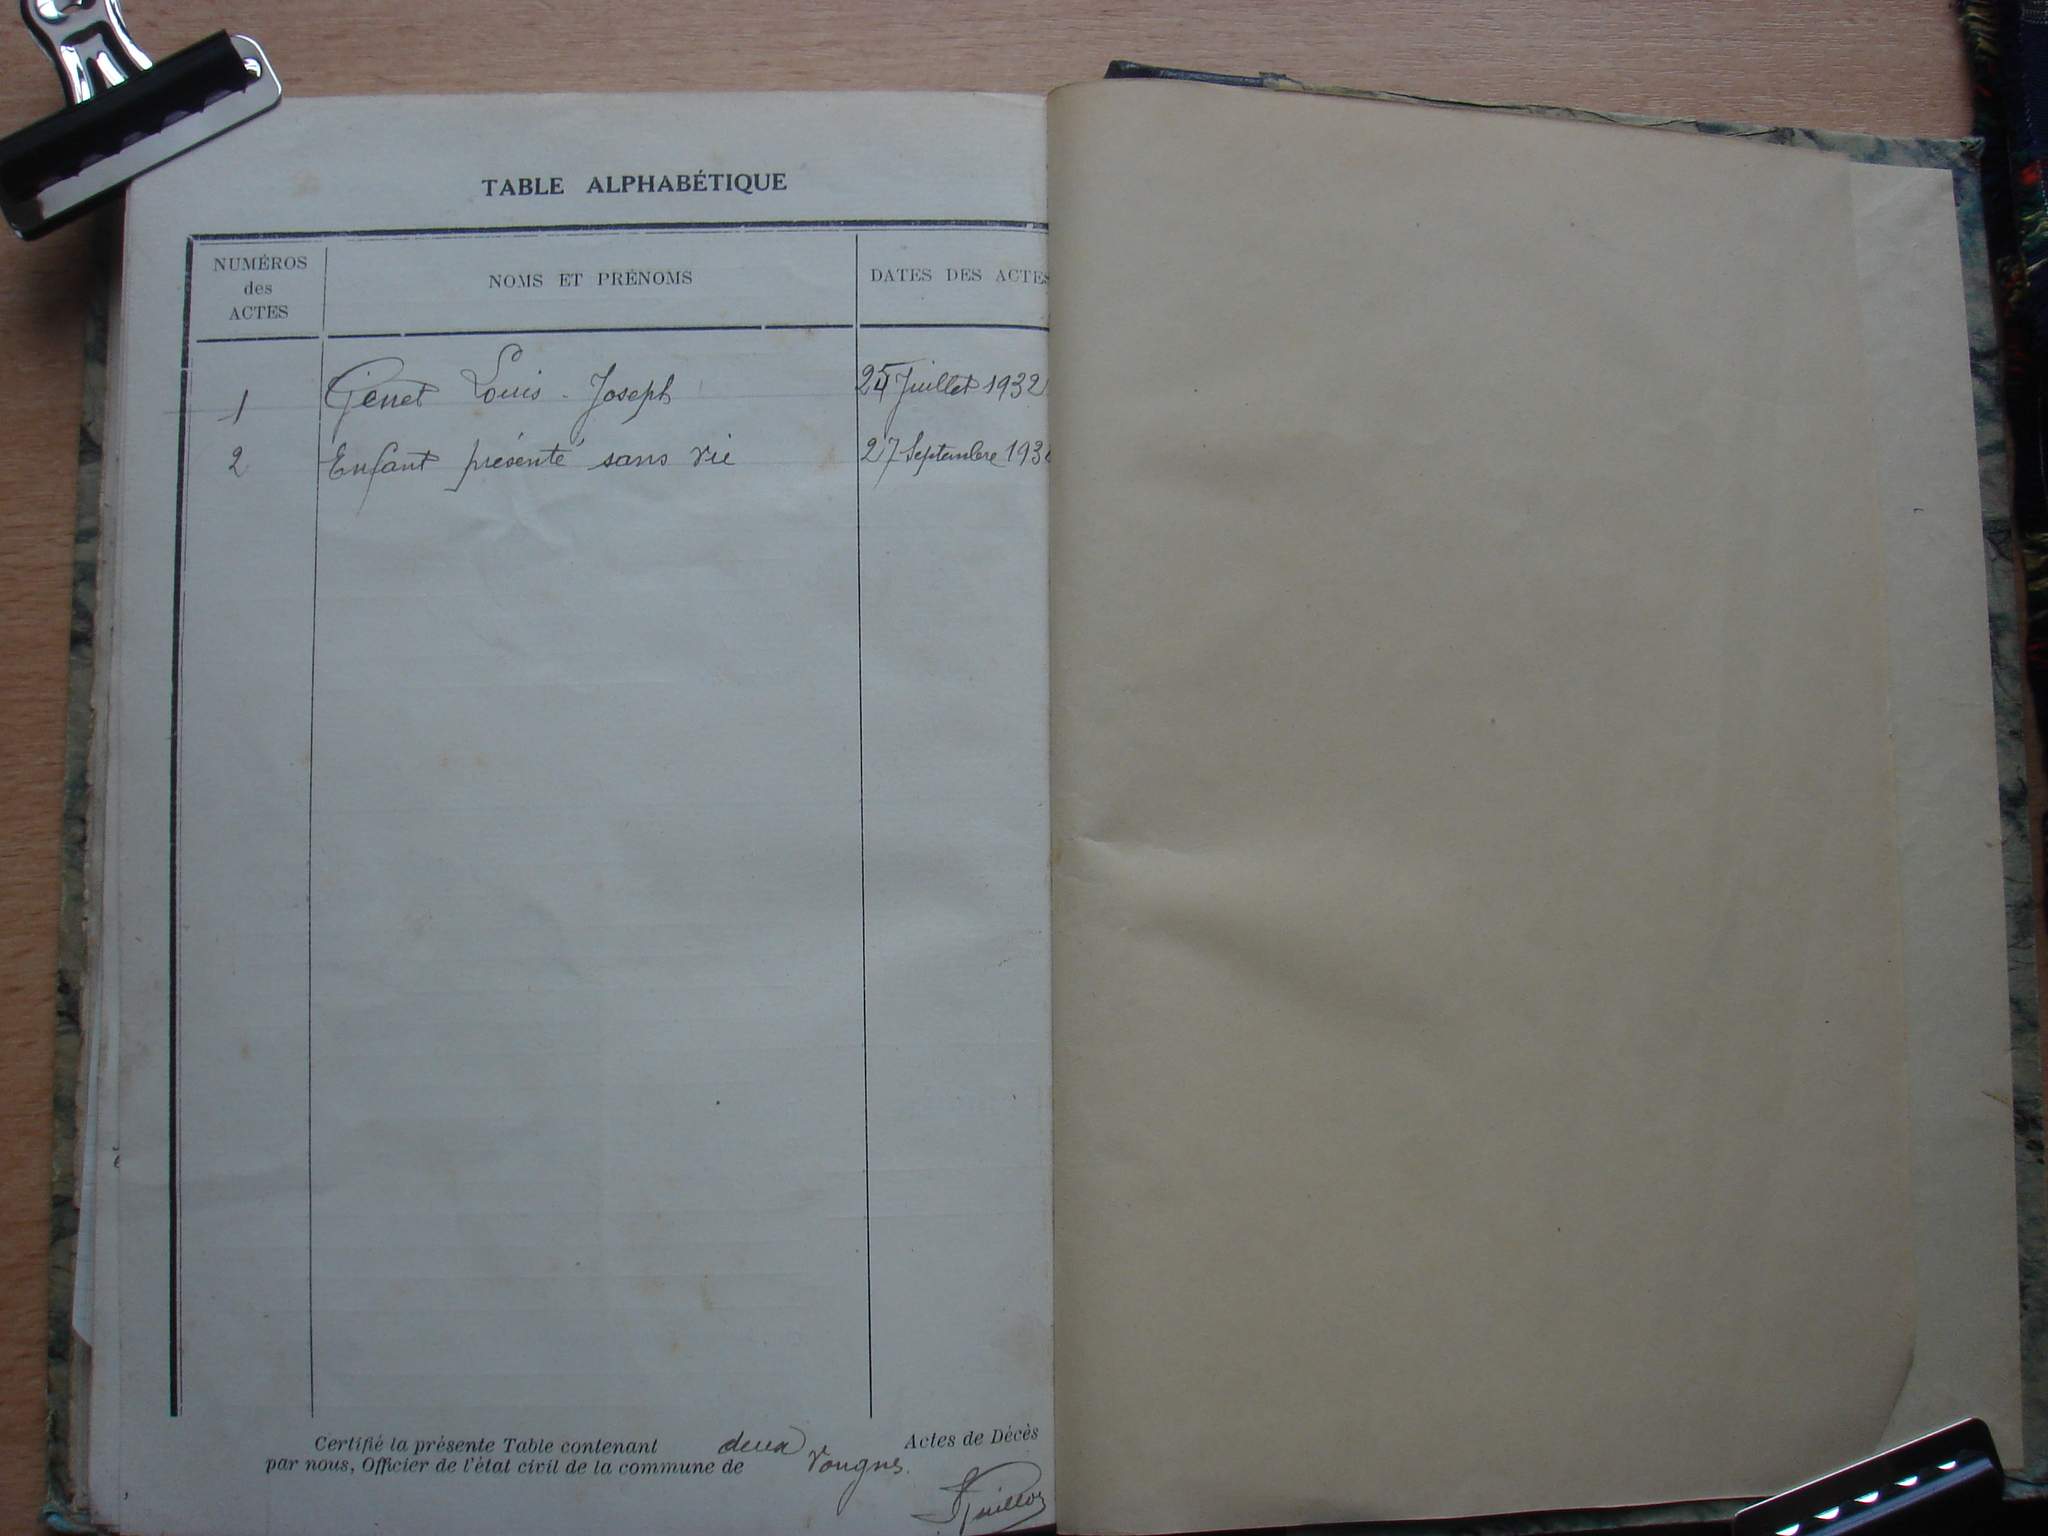 TABLE ALPHABÉTIQUE
NUMÉROS
des
ACTES
NOMS ET PRÉNOMS
DATES DES ACTES
1 Genet Louis - Joseph Juillet 1932
2 Enfant présenté sans vie 27 Septembre 193
Certifié la présente Table contenant deux Actes de Décès
par nous, Officier de l'état civil de la commune de Vougns.